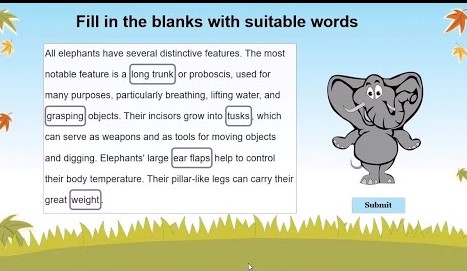 Fill in the blanks with suitable words
All elephants have several distinctive features. The most
notable feature is a long trunk or proboscis, used for
many purposes, particularly breathing, lifting water, and
grasping objects. Their incisors grow into tusks, which
can serve as weapons and as tools for moving objects
and digging. Elephants' large ear flaps help to control
their body temperature. Their pillar-like legs can carry their
great weight.
Submit